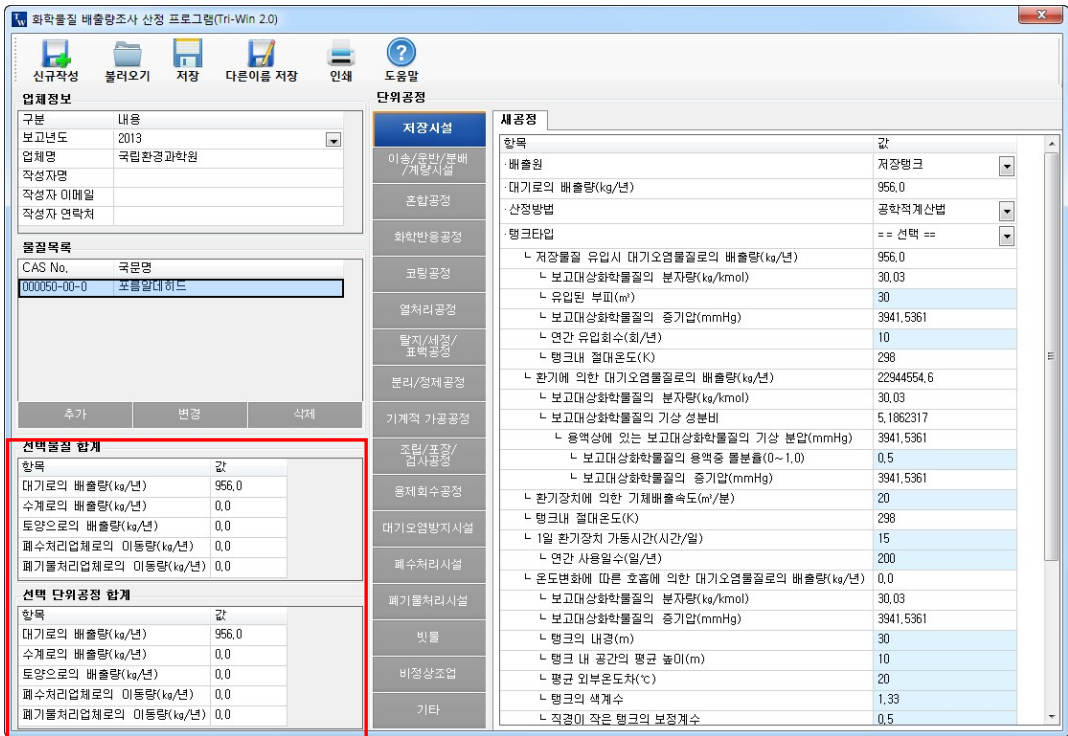 화학물질 배출량조사 산정 프로그램(Tri-Win 2.0)
신규작성 불러오기 저장 다른이름 저장 인쇄 도움말
업체정보
구분 내용
보고년도 2013
업체명 국립환경과학원
작성자명
작성자 이메일
작성자 연락처
물질목록
CAS No. 국문명
000050-00-0 포름알데히드
추가 변경 삭제
선택물질 합계
항목 값
대기로의 배출량(kg/년) 956.0
수계로의 배출량(kg/년) 0.0
토양으로의 배출량(kg/년) 0.0
폐수처리업체로의 이동량(kg/년) 0.0
폐기물처리업체로의 이동량(kg/년) 0.0
선택 단위공정 합계
항목 값
대기로의 배출량(kg/년) 956.0
수계로의 배출량(kg/년) 0.0
토양으로의 배출량(kg/년) 0.0
폐수처리업체로의 이동량(kg/년) 0.0
폐기물처리업체로의 이동량(kg/년) 0.0
단위공정
저장시설
이송/운반/분배
/계량시설
혼합공정
화학반응공정
코팅공정
열처리공정
탈지/세정/
표백공정
분리/정제공정
기계적 가공공정
조립/포장/
검사공정
용제회수공정
대기오염방지시설
폐수처리시설
폐기물처리시설
빗물
비정상조업
기타
새공정
항목 값
·배출원 저장탱크
·대기로의 배출량(kg/년) 956.0
·산정방법 공학적계산법
·탱크타입 == 선택 ==
└ 저장물질 유입시 대기오염물질로의 배출량(kg/년) 956.0
└ 보고대상화학물질의 분자량(kg/kmol) 30.03
└ 유입된 부피(m³) 30
└ 보고대상화학물질의 증기압(mmHg) 3941.5361
└ 연간 유입회수(회/년) 10
└ 탱크내 절대온도(K) 298
└ 환기에 의한 대기오염물질로의 배출량(kg/년) 22944554.6
└ 보고대상화학물질의 분자량(kg/kmol) 30.03
└ 보고대상화학물질의 기상 성분비 5.1862317
└ 용액상에 있는 보고대상화학물질의 기상 분압(mmHg) 3941.5361
└ 보고대상화학물질의 용액중 몰분율(0~1.0) 0.5
└ 보고대상화학물질의 증기압(mmHg) 3941.5361
└ 환기장치에 의한 기체배출속도(m³/분) 20
└ 탱크내 절대온도(K) 298
└ 1일 환기장치 가동시간(시간/일) 15
└ 연간 사용일수(일/년) 200
└ 온도변화에 따른 호흡에 의한 대기오염물질로의 배출량(kg/년) 0.0
└ 보고대상화학물질의 분자량(kg/kmol) 30.03
└ 보고대상화학물질의 증기압(mmHg) 3941.5361
└ 탱크의 내경(m) 30
└ 탱크 내 공간의 평균 높이(m) 10
└ 평균 외부온도차(℃) 20
└ 탱크의 색계수 1.33
└ 직경이 작은 탱크의 보정계수 0.5